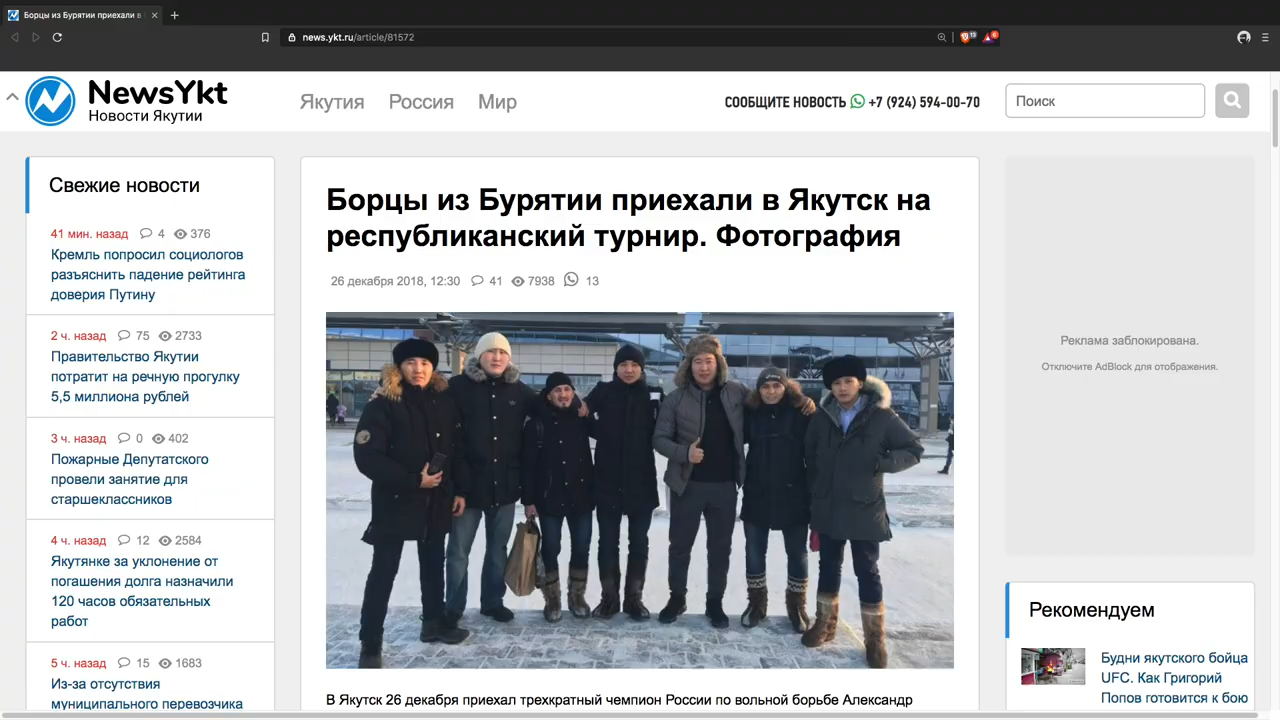 Борцы из Бурятии приехали в
news.ykt.ru/article/81572
NewsYkt
Новости Якутии
Якутия
Россия
Мир
СООБЩИТЕ НОВОСТЬ +7 (924) 594-00-70
Поиск
Свежие новости
41 мин. назад 4 376
Кремль попросил социологов
разъяснить падение рейтинга
доверия Путину
2 ч. назад 75 2733
Правительство Якутии
потратит на речную прогулку
5,5 миллиона рублей
3 ч. назад 0 402
Пожарные Депутатского
провели занятие для
старшеклассников
4 ч. назад 12 2584
Якутянке за уклонение от
погашения долга назначили
120 часов обязательных
работ
5 ч. назад 15 1683
Из-за отсутствия
муниципального перевозчика
Борцы из Бурятии приехали в Якутск на
республиканский турнир. Фотография
26 декабря 2018, 12:30 41 7938 13
В Якутск 26 декабря приехал трехкратный чемпион России по вольной борьбе Александр
Реклама заблокирована.
Отключите AdBlock для отображения.
Рекомендуем
Будни якутского бойца
UFC. Как Григорий
Попов готовится к бою